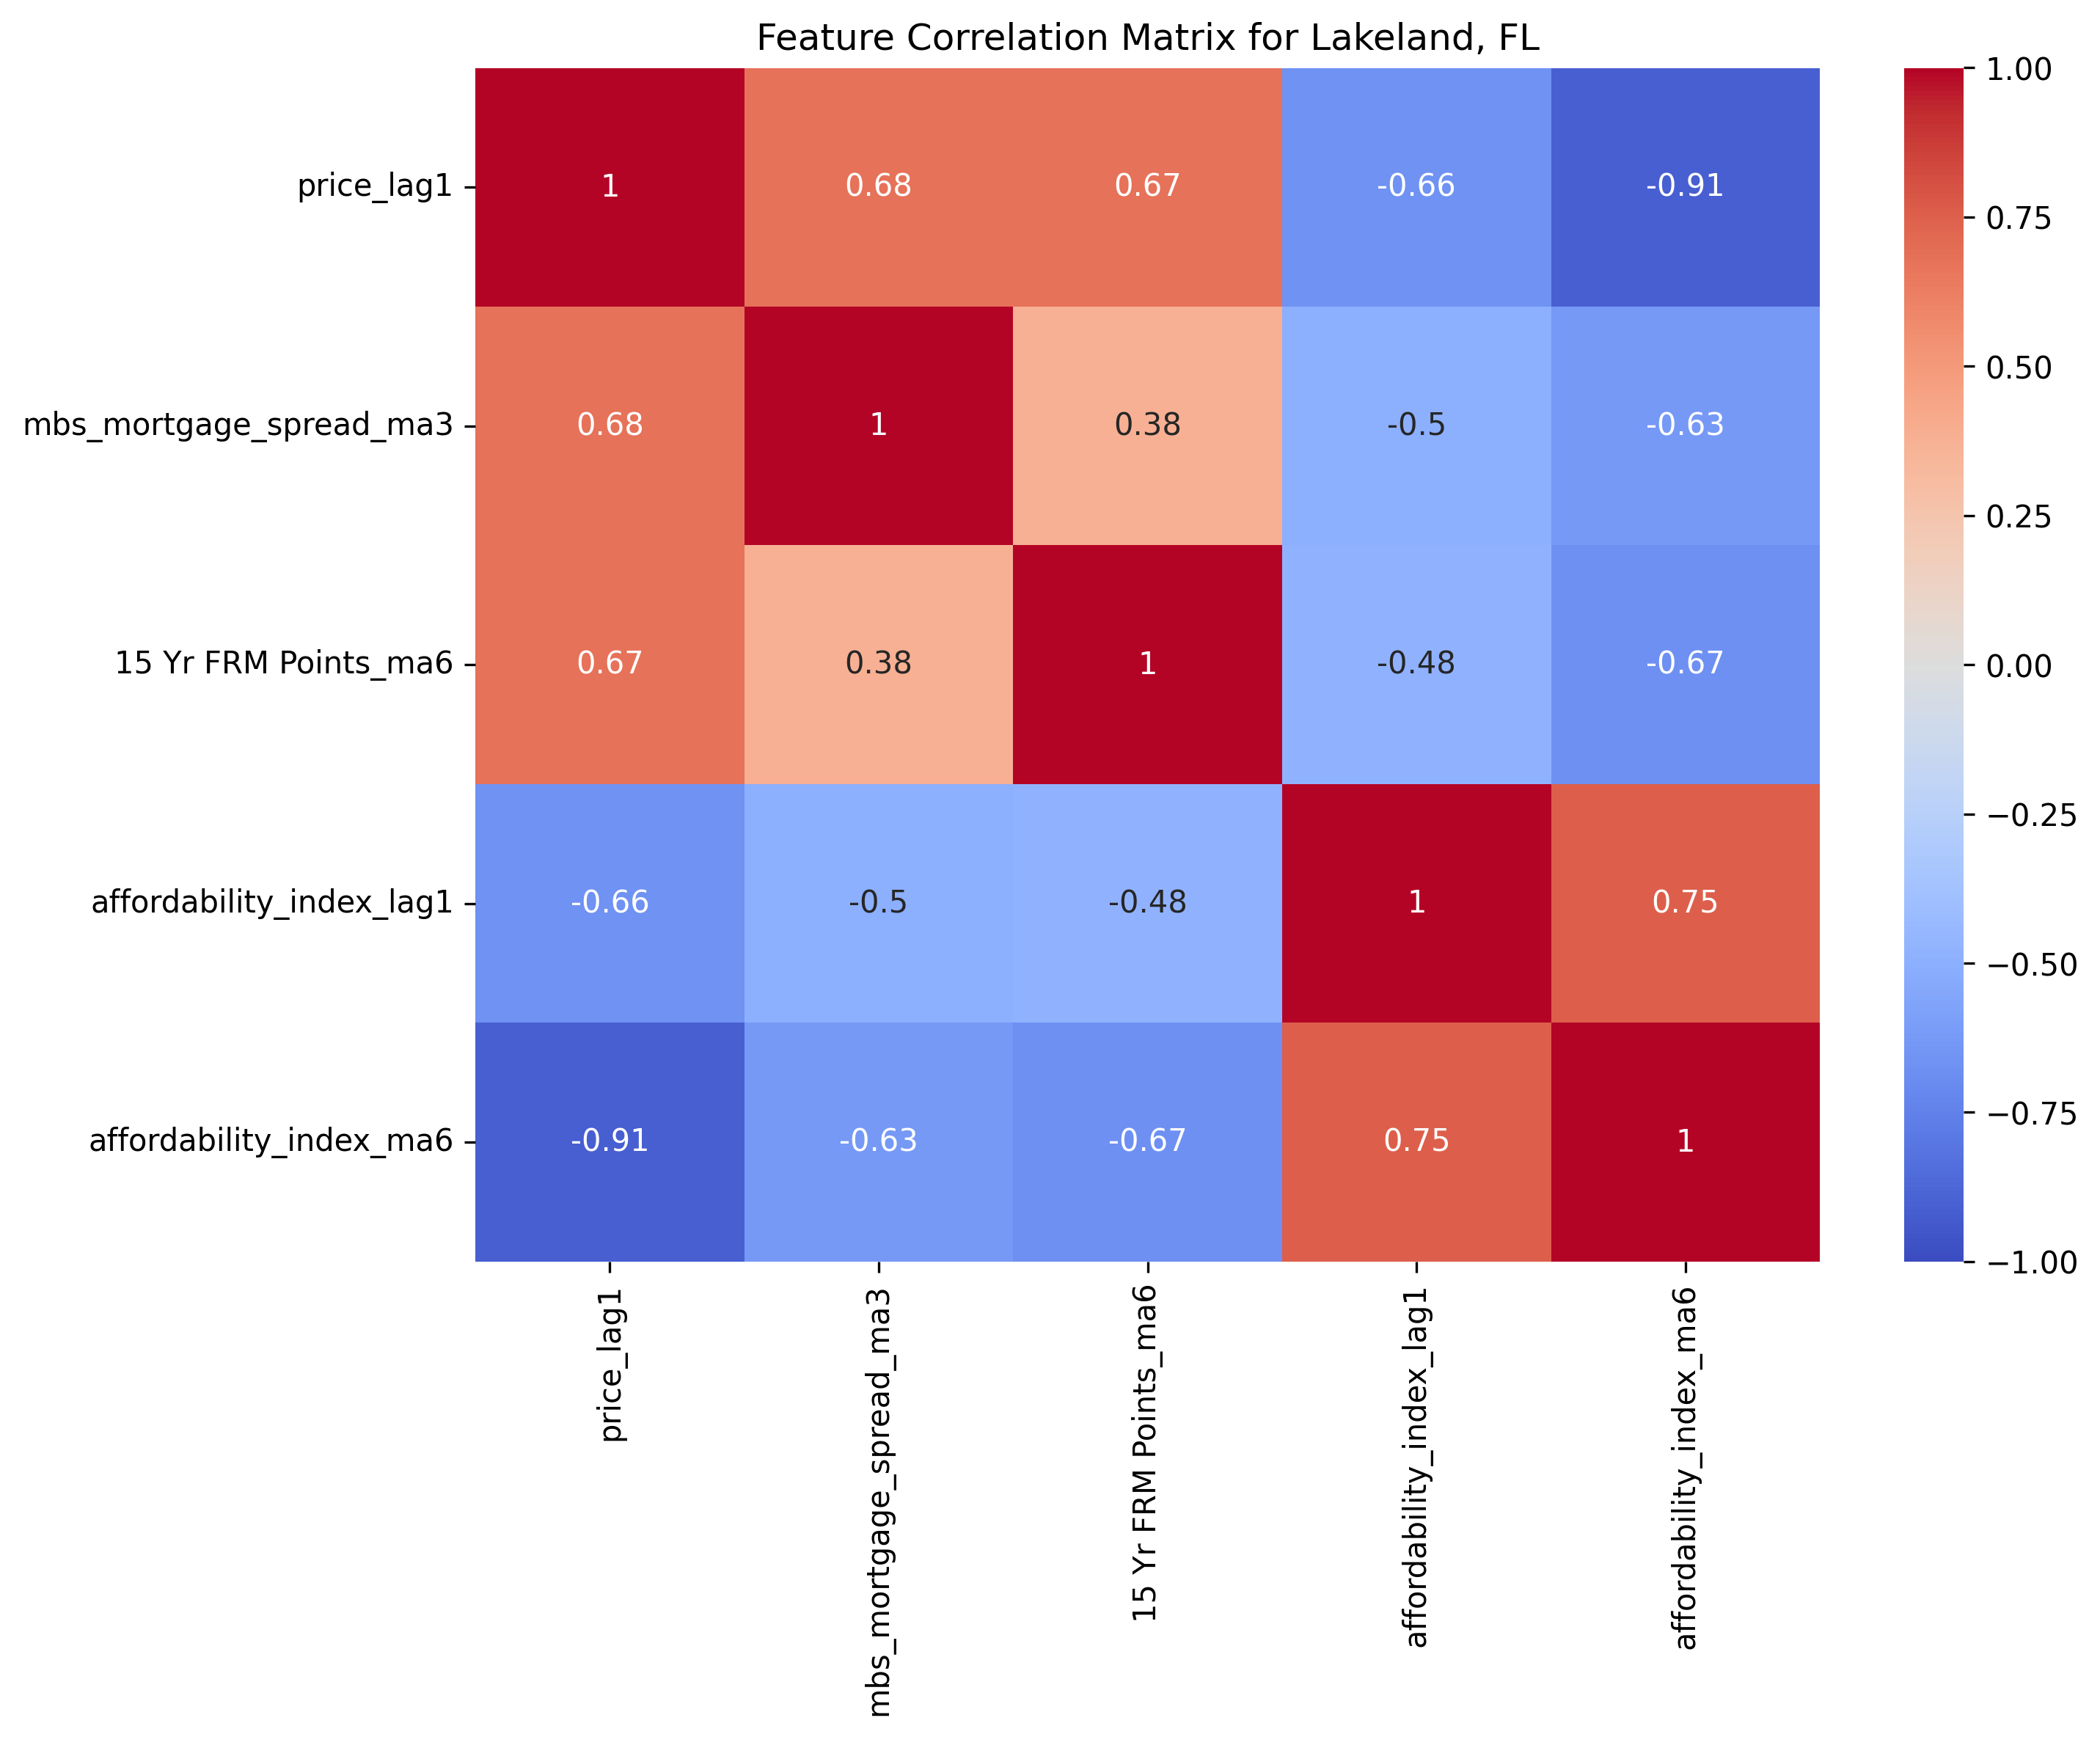 Feature Correlation Matrix for Lakeland, FL
price_lag1 1 0.68 0.67 -0.66 -0.91
mbs_mortgage_spread_ma3 0.68 1 0.38 -0.5 -0.63
15 Yr FRM Points_ma6 0.67 0.38 1 -0.48 -0.67
affordability_index_lag1 -0.66 -0.5 -0.48 1 0.75
affordability_index_ma6 -0.91 -0.63 -0.67 0.75 1
price_lag1
mbs_mortgage_spread_ma3
15 Yr FRM Points_ma6
affordability_index_lag1
affordability_index_ma6
1.00
0.75
0.50
0.25
0.00
−0.25
−0.50
−0.75
−1.00